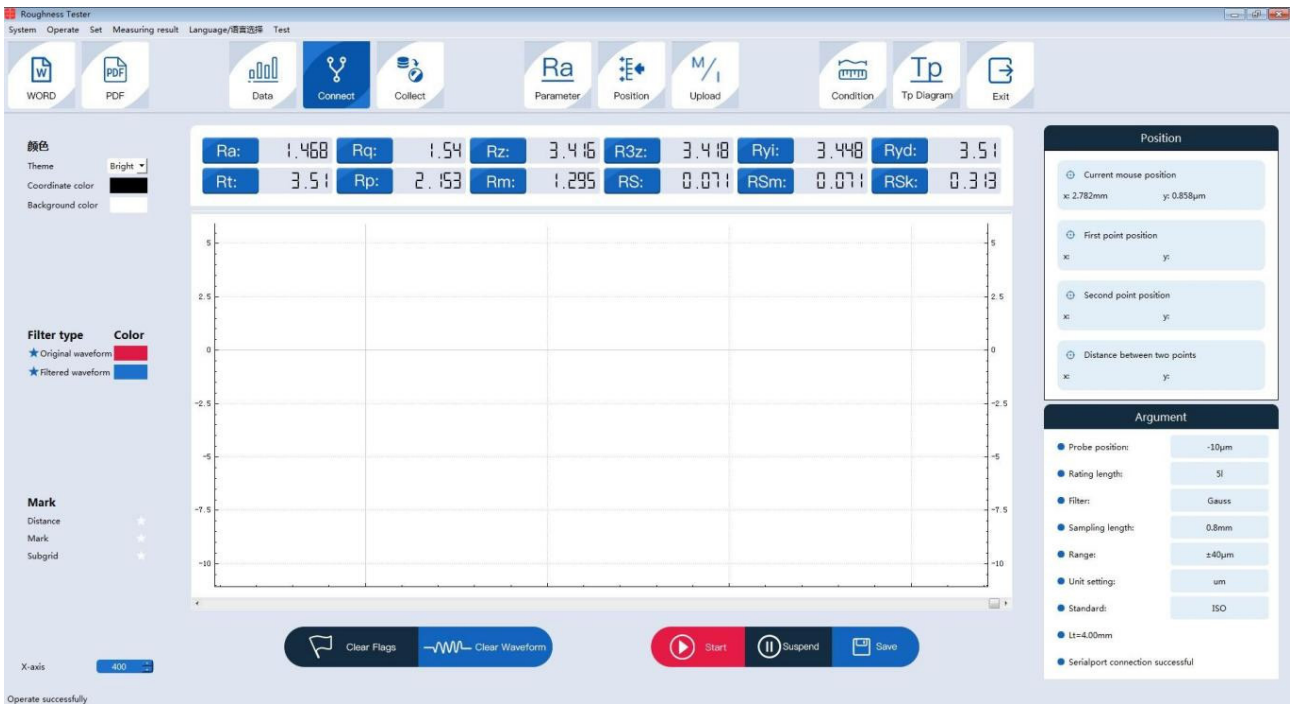 Roughness Tester
System Operate Set Measuring result Language/语言选择 Test
WORD PDF Data Connect Collect Parameter Position Upload Condition Tp Diagram Exit
W PDF Ra M/I Tp
颜色
Theme Bright
Coordinate color
Background color
Filter type Color
Original waveform
Filtered waveform
Mark
Distance
Mark
Subgrid
X-axis 400
Operate successfully
Ra: 1.468 Rq: 1.54 Rz: 3.416 R3z: 3.418 Ryi: 3.448 Ryd: 3.51
Rt: 3.51 Rp: 2.153 Rm: 1.295 RS: 0.071 RSm: 0.071 RSk: 0.313
5 5
2.5 2.5
0 0
-2.5 -2.5
-5 -5
-7.5 -7.5
-10 -10
Clear Flags Clear Waveform Start Suspend Save
Position
Current mouse position
x: 2.782mm y: 0.858μm
First point position
x: y:
Second point position
x: y:
Distance between two points
x: y:
Argument
Probe position: -10μm
Rating length: 5l
Filter: Gauss
Sampling length: 0.8mm
Range: ±40μm
Unit setting: um
Standard: ISO
Lt=4.00mm
Serialport connection successful